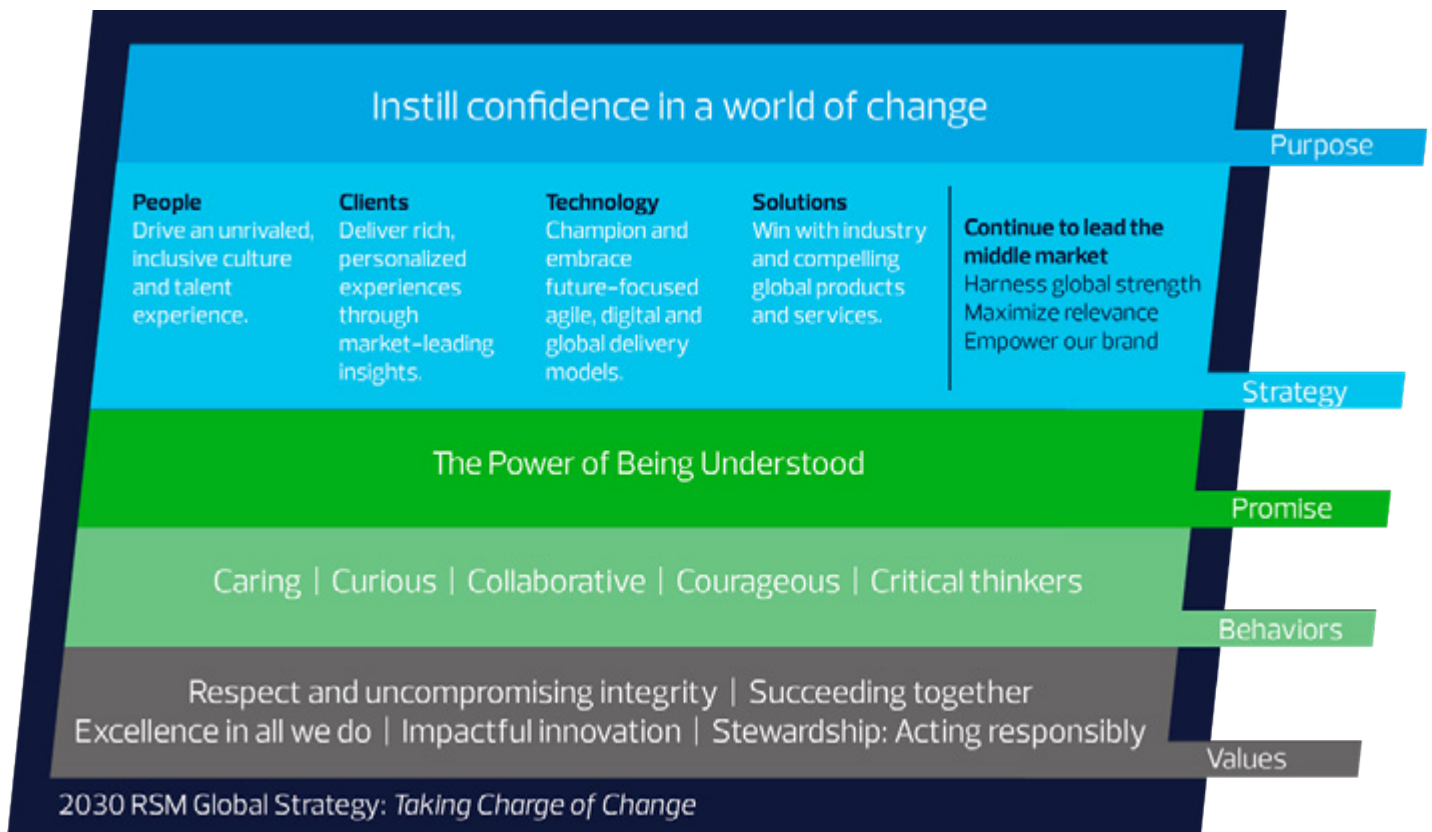 Instill confidence in a world of change
Purpose
People
Drive an unrivaled,
inclusive culture
and talent
experience.
Clients
Deliver rich,
personalized
experiences
through
market-leading
insights.
Technology
Champion and
embrace
future-focused
agile, digital and
global delivery
models.
Solutions
Win with industry
and compelling
global products
and services.
Continue to lead the
middle market
Harness global strength
Maximize relevance
Empower our brand
Strategy
The Power of Being Understood
Promise
Caring | Curious | Collaborative | Courageous | Critical thinkers
Behaviors
Respect and uncompromising integrity | Succeeding together
Excellence in all we do | Impactful innovation | Stewardship: Acting responsibly
Values
2030 RSM Global Strategy: Taking Charge of Change